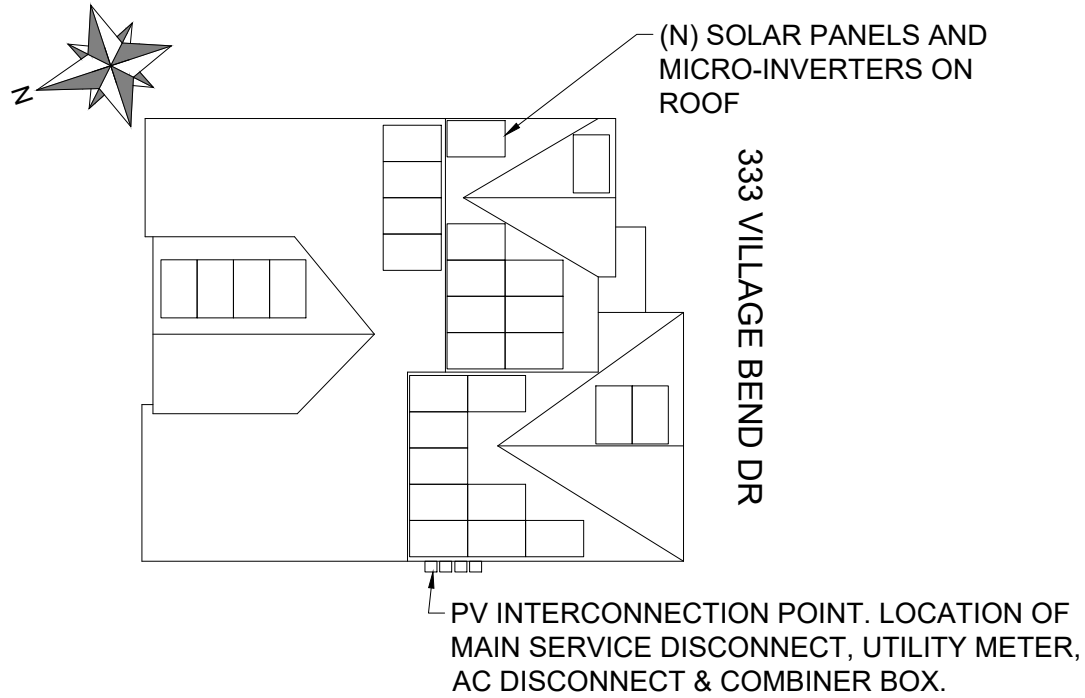 N
(N) SOLAR PANELS AND
MICRO-INVERTERS ON
ROOF
333 VILLAGE BEND DR
PV INTERCONNECTION POINT. LOCATION OF
MAIN SERVICE DISCONNECT, UTILITY METER,
AC DISCONNECT & COMBINER BOX.